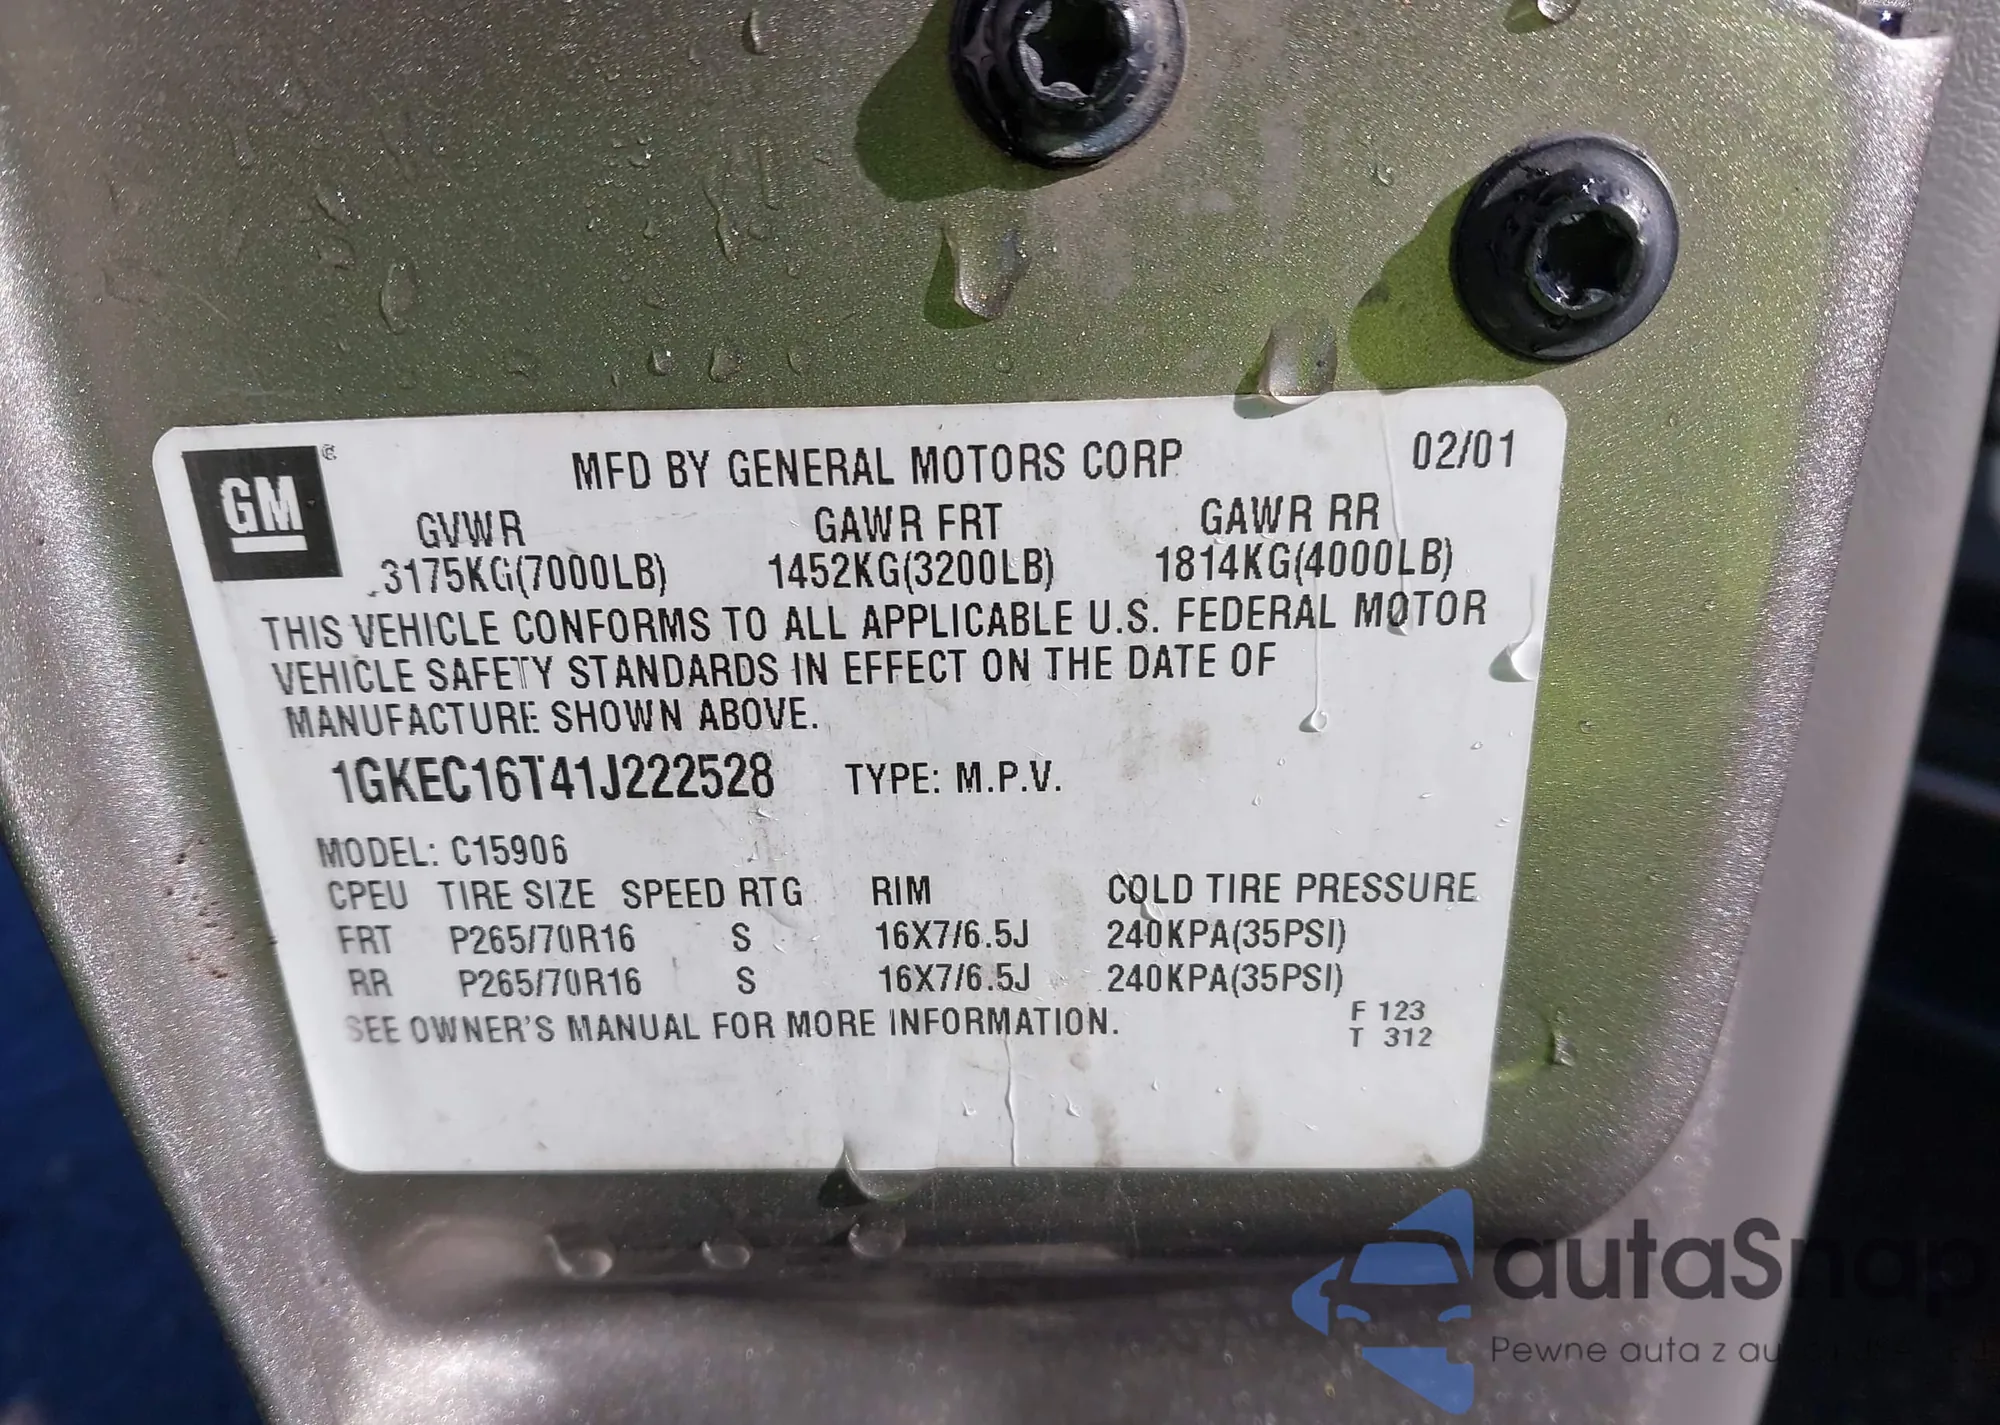 GM
MFD BY GENERAL MOTORS CORP 02/01
GVWR GAWR FRT GAWR RR
3175KG(7000LB) 1452KG(3200LB) 1814KG(4000LB)
THIS VEHICLE CONFORMS TO ALL APPLICABLE U.S. FEDERAL MOTOR
VEHICLE SAFETY STANDARDS IN EFFECT ON THE DATE OF
MANUFACTURE SHOWN ABOVE.
1GKEC16T41J222528 TYPE: M.P.V.
MODEL: C15906
CPEU TIRE SIZE SPEED RTG RIM COLD TIRE PRESSURE
FRT P265/70R16 S 16X7/6.5J 240KPA(35PSI)
RR P265/70R16 S 16X7/6.5J 240KPA(35PSI)
SEE OWNER'S MANUAL FOR MORE INFORMATION.
F 123
T 312
autaSnap
Pewne auta z